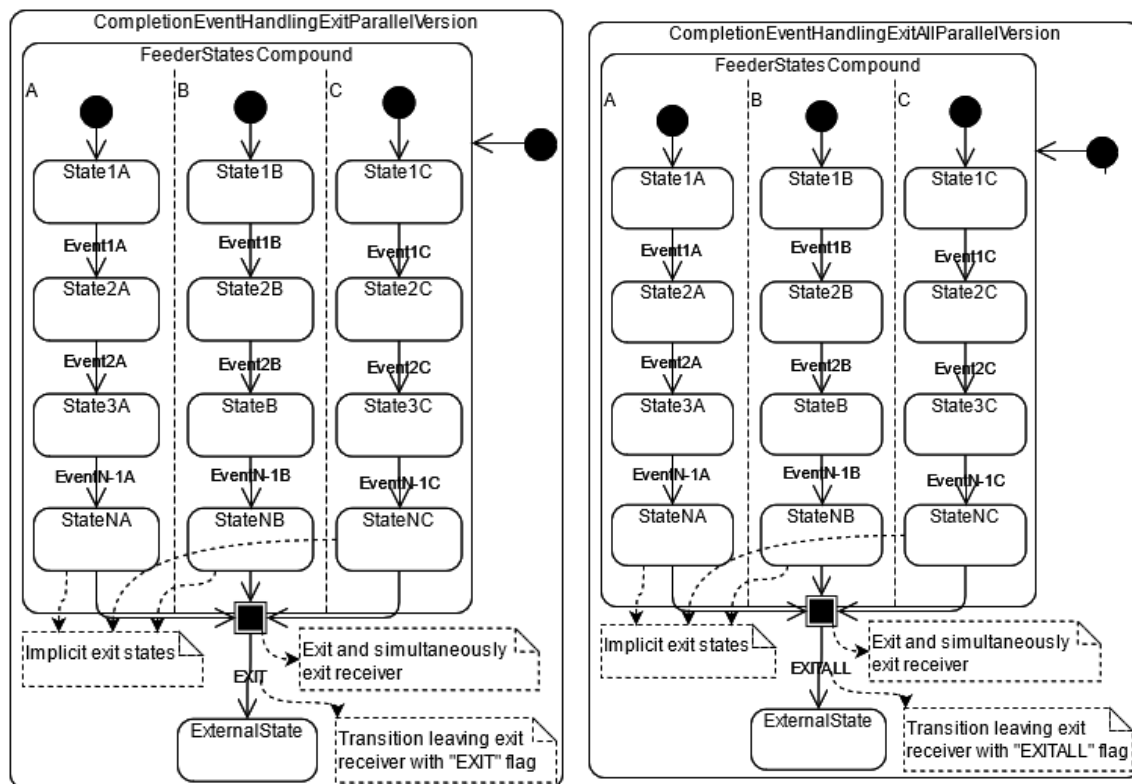 CompletionEventHandlingExitParallelVersion
FeederStatesCompound
A
B
C
State1A
State1B
State1C
Event1A
Event1B
Event1C
State2A
State2B
State2C
Event2A
Event2B
Event2C
State3A
StateB
State3C
EventN-1A
EventN-1B
EventN-1C
StateNA
StateNB
StateNC
Implicit exit states
Exit and simultaneously
exit receiver
EXIT
ExternalState
Transition leaving exit
receiver with "EXIT" flag
CompletionEventHandlingExitAllParallelVersion
FeederStatesCompound
A
B
C
State1A
State1B
State1C
Event1A
Event1B
Event1C
State2A
State2B
State2C
Event2A
Event2B
Event2C
State3A
StateB
State3C
EventN-1A
EventN-1B
EventN-1C
StateNA
StateNB
StateNC
Implicit exit states
Exit and simultaneously
exit receiver
EXITALL
ExternalState
Transition leaving exit
receiver with "EXITALL" flag